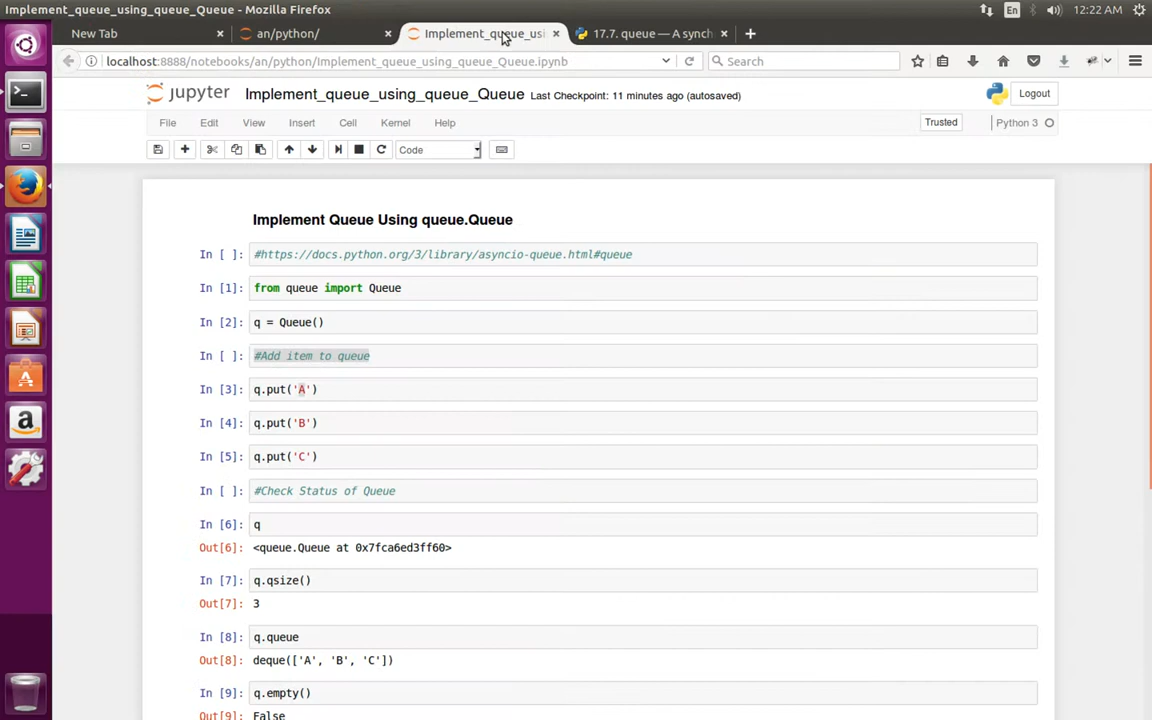 Implement_queue_using_queue_Queue - Mozilla Firefox
En
12:22 AM
New Tab
an/python/
Implement_queue_usi
17.7. queue — A synch
localhost:8888/notebooks/an/python/Implement_queue_using_queue_Queue.ipynb
Search
jupyter
Implement_queue_using_queue_Queue
Last Checkpoint: 11 minutes ago (autosaved)
Logout
File
Edit
View
Insert
Cell
Kernel
Help
Trusted
Python 3
Code
Implement Queue Using queue.Queue
In [ ]: #https://docs.python.org/3/library/asyncio-queue.html#queue
In [1]: from queue import Queue
In [2]: q = Queue()
In [ ]: #Add item to queue
In [3]: q.put('A')
In [4]: q.put('B')
In [5]: q.put('C')
In [ ]: #Check Status of Queue
In [6]: q
Out[6]: <queue.Queue at 0x7fca6ed3ff60>
In [7]: q.qsize()
Out[7]: 3
In [8]: q.queue
Out[8]: deque(['A', 'B', 'C'])
In [9]: q.empty()
Out[9]: False